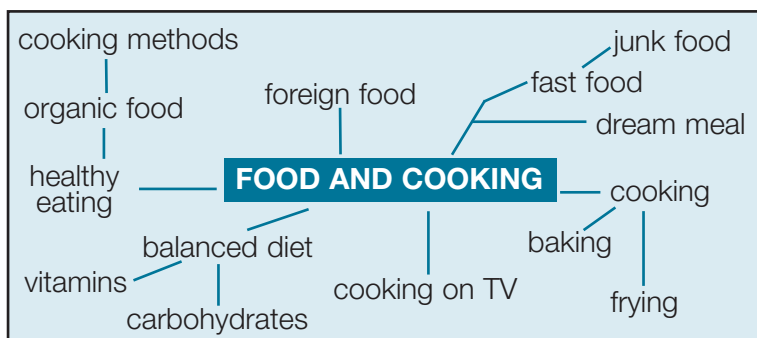 cooking methods
junk food
foreign food
fast food
organic food
dream meal
healthy
eating
FOOD AND COOKING
cooking
balanced diet
baking
vitamins
cooking on TV
frying
carbohydrates